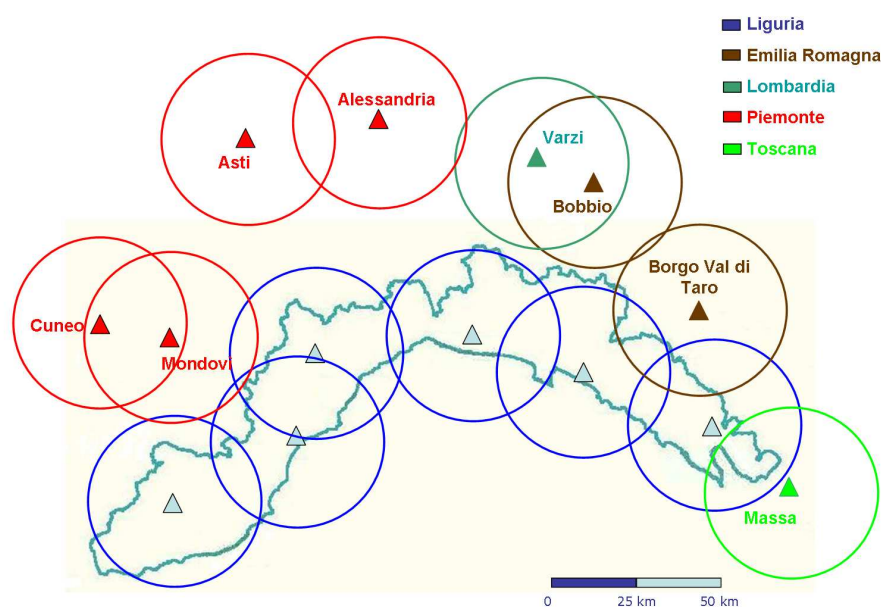 Liguria
Emilia Romagna
Lombardia
Piemonte
Toscana
Alessandria
Asti
Varzi
Bobbio
Borgo Val di
Taro
Cuneo
Mondovi
Massa
0 25 km 50 km